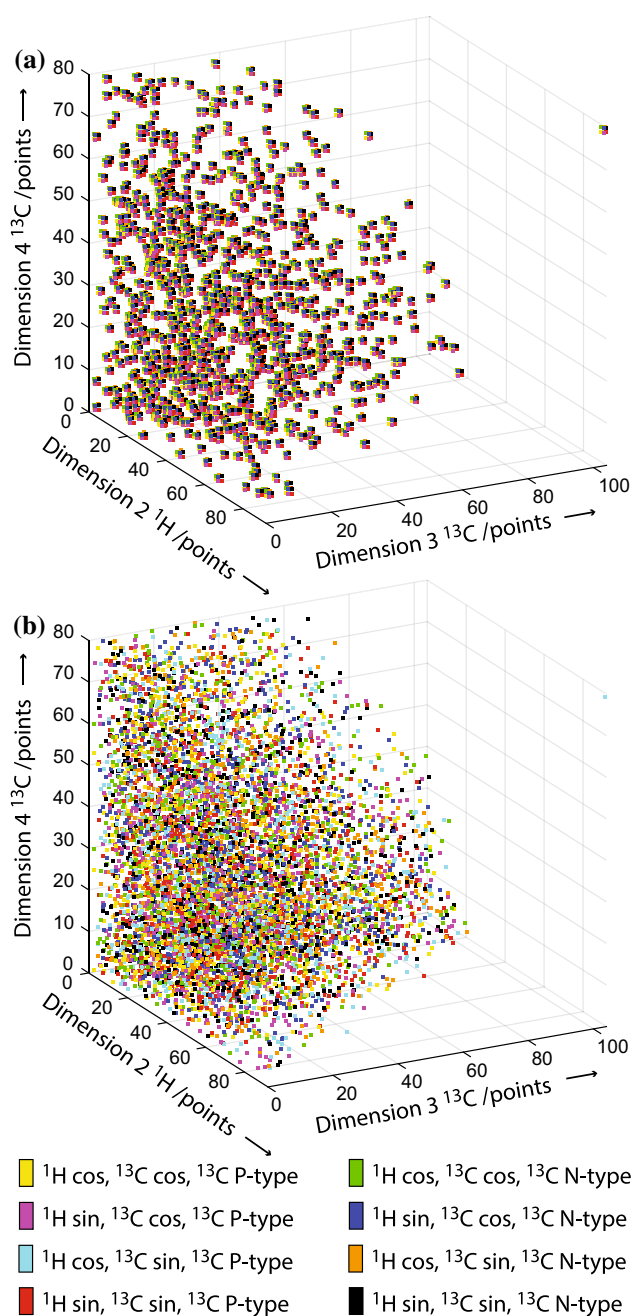 (a)
80
70
60
50
40
30
20
10
0
Dimension 4 ¹³C /points ⟶
0
20
40
60
80
Dimension 2 ¹H /points ⟶
0
20
40
60
80
100
Dimension 3 ¹³C /points ⟶
(b)
80
70
60
50
40
30
20
10
0
Dimension 4 ¹³C /points ⟶
0
20
40
60
80
Dimension 2 ¹H /points ⟶
0
20
40
60
80
100
Dimension 3 ¹³C /points ⟶
¹H cos, ¹³C cos, ¹³C P-type
¹H cos, ¹³C cos, ¹³C N-type
¹H sin, ¹³C cos, ¹³C P-type
¹H sin, ¹³C cos, ¹³C N-type
¹H cos, ¹³C sin, ¹³C P-type
¹H cos, ¹³C sin, ¹³C N-type
¹H sin, ¹³C sin, ¹³C P-type
¹H sin, ¹³C sin, ¹³C N-type